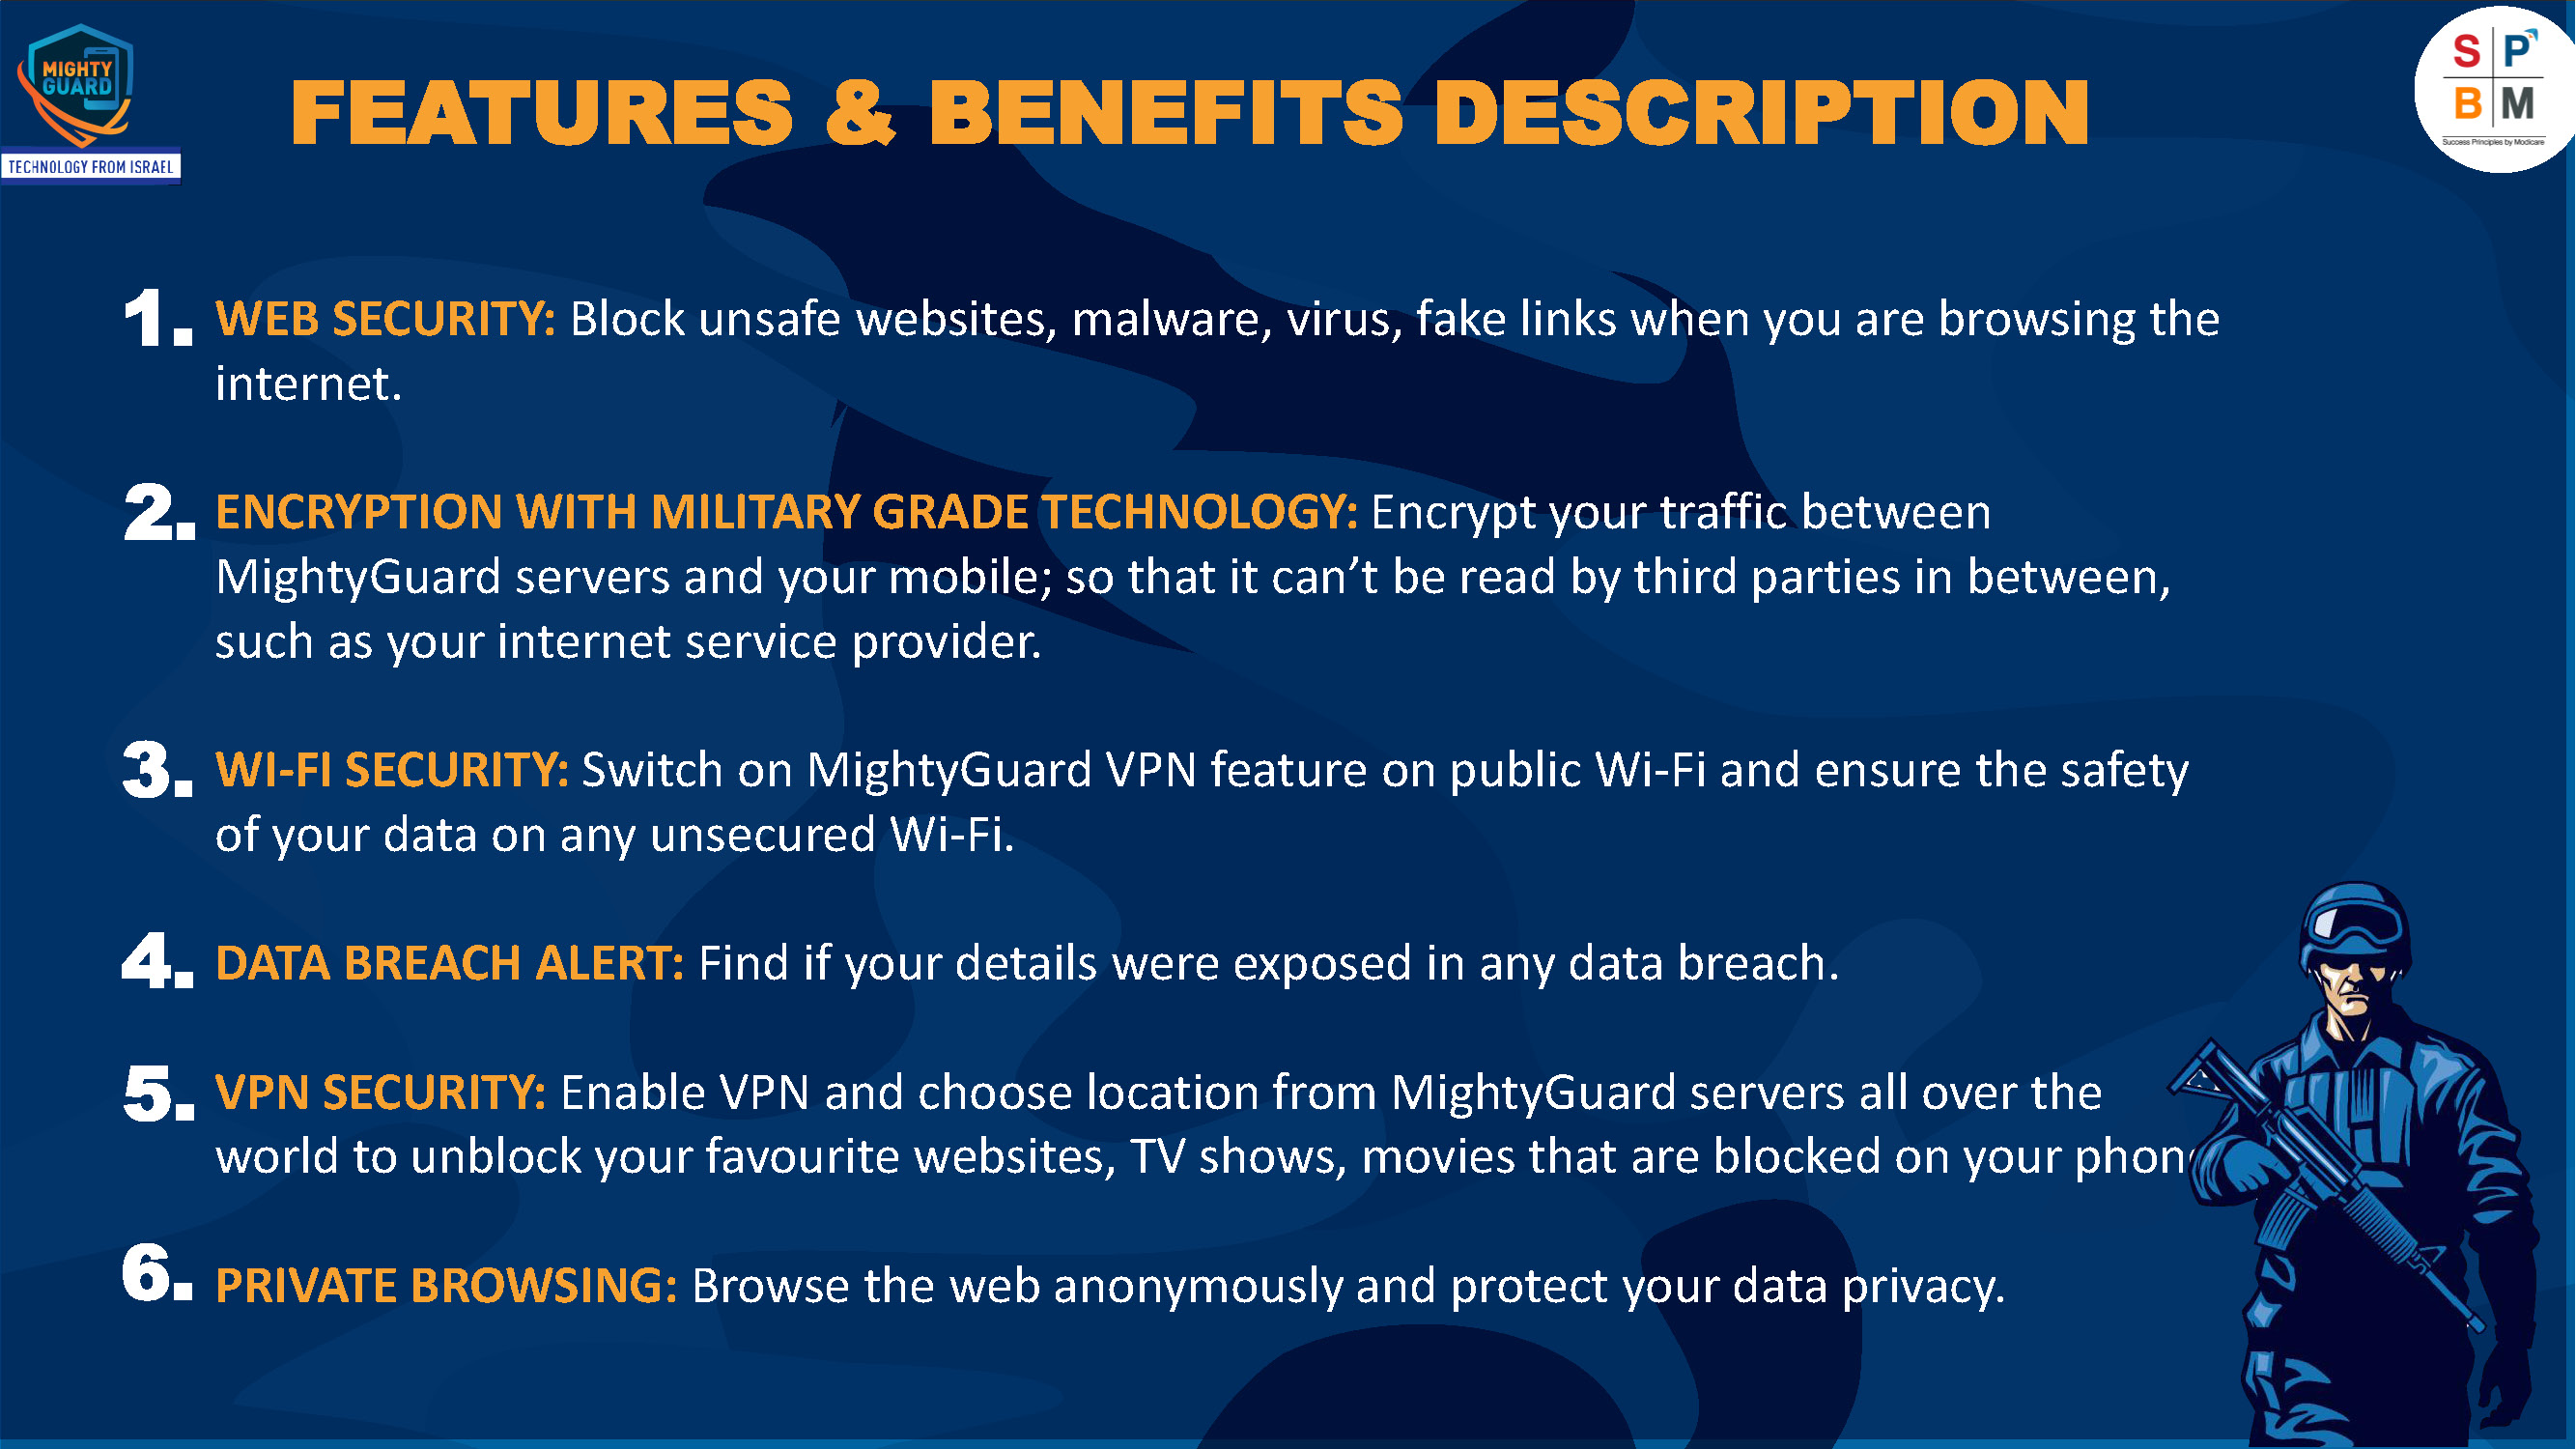 MIGHTY
GUARD
TECHNOLOGY FROM ISRAEL
S P
B M
Success Principles by Modicare
FEATURES & BENEFITS DESCRIPTION
1. WEB SECURITY: Block unsafe websites, malware, virus, fake links when you are browsing the
internet.
2. ENCRYPTION WITH MILITARY GRADE TECHNOLOGY: Encrypt your traffic between
MightyGuard servers and your mobile; so that it can’t be read by third parties in between,
such as your internet service provider.
3. WI-FI SECURITY: Switch on MightyGuard VPN feature on public Wi-Fi and ensure the safety
of your data on any unsecured Wi-Fi.
4. DATA BREACH ALERT: Find if your details were exposed in any data breach.
5. VPN SECURITY: Enable VPN and choose location from MightyGuard servers all over the
world to unblock your favourite websites, TV shows, movies that are blocked on your phon
6. PRIVATE BROWSING: Browse the web anonymously and protect your data privacy.